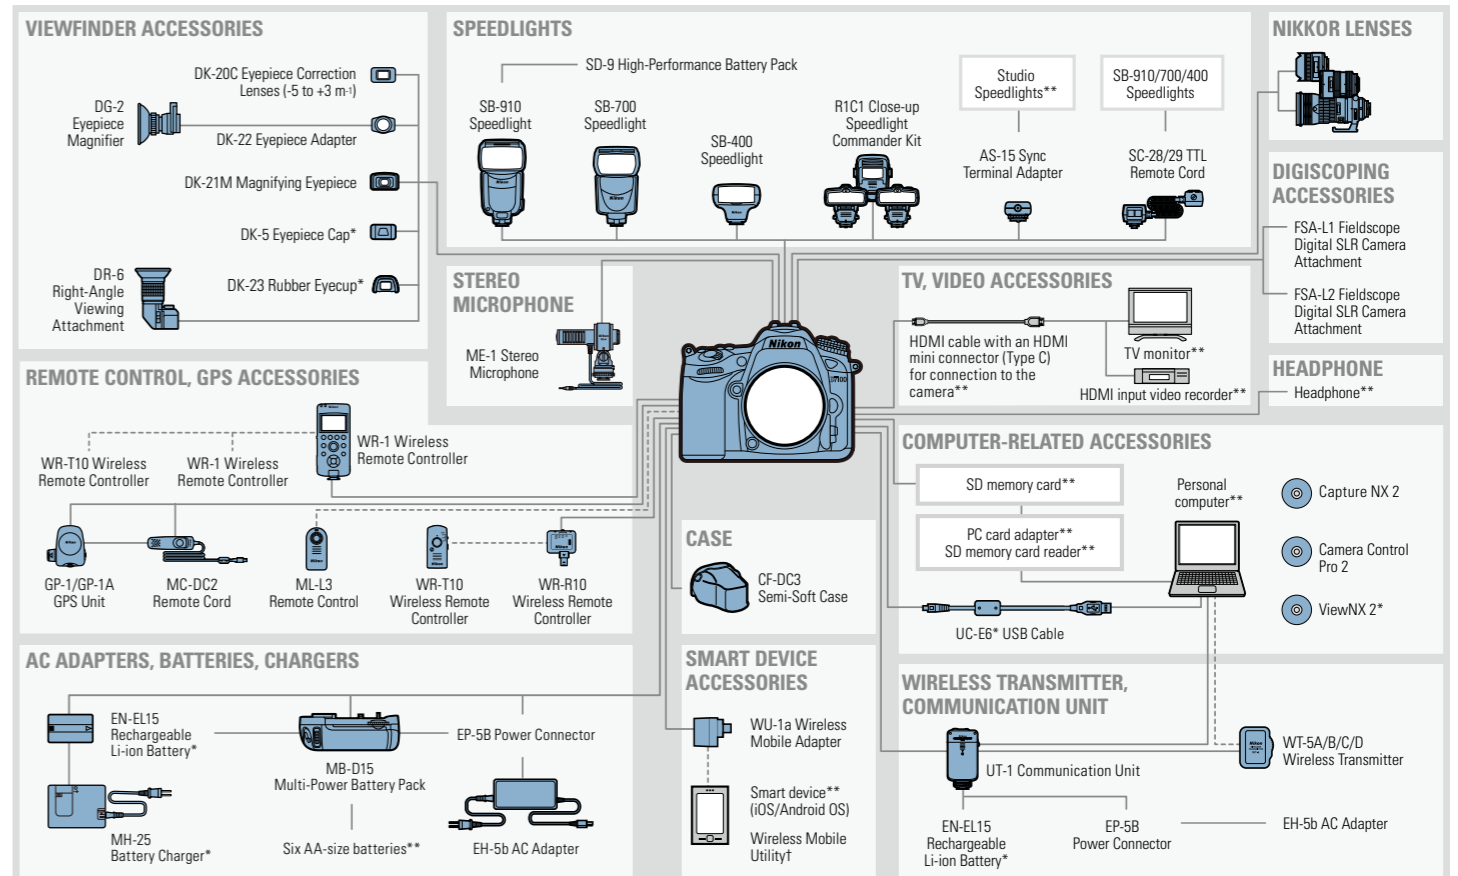 VIEWFINDER ACCESSORIES
DK-20C Eyepiece Correction
Lenses (-5 to +3 m-1)
DG-2
Eyepiece
Magnifier
DK-22 Eyepiece Adapter
DK-21M Magnifying Eyepiece
DK-5 Eyepiece Cap*
DR-6
Right-Angle
Viewing
Attachment
DK-23 Rubber Eyecup*
SPEEDLIGHTS
SD-9 High-Performance Battery Pack
SB-910
Speedlight
SB-700
Speedlight
SB-400
Speedlight
R1C1 Close-up
Speedlight
Commander Kit
Studio
Speedlights**
AS-15 Sync
Terminal Adapter
SB-910/700/400
Speedlights
SC-28/29 TTL
Remote Cord
NIKKOR LENSES
DIGISCOPING
ACCESSORIES
FSA-L1 Fieldscope
Digital SLR Camera
Attachment
FSA-L2 Fieldscope
Digital SLR Camera
Attachment
STEREO
MICROPHONE
ME-1 Stereo
Microphone
Nikon
D7100
TV, VIDEO ACCESSORIES
HDMI cable with an HDMI
mini connector (Type C)
for connection to the
camera**
TV monitor**
HDMI input video recorder**
HEADPHONE
Headphone**
REMOTE CONTROL, GPS ACCESSORIES
WR-T10 Wireless
Remote Controller
WR-1 Wireless
Remote Controller
WR-1 Wireless
Remote Controller
GP-1/GP-1A
GPS Unit
MC-DC2
Remote Cord
ML-L3
Remote Control
WR-T10
Wireless Remote
Controller
WR-R10
Wireless Remote
Controller
CASE
CF-DC3
Semi-Soft Case
COMPUTER-RELATED ACCESSORIES
SD memory card**
PC card adapter**
SD memory card reader**
Personal
computer**
Capture NX 2
Camera Control
Pro 2
ViewNX 2*
UC-E6* USB Cable
AC ADAPTERS, BATTERIES, CHARGERS
EN-EL15
Rechargeable
Li-ion Battery*
MH-25
Battery Charger*
MB-D15
Multi-Power Battery Pack
Six AA-size batteries**
EP-5B Power Connector
EH-5b AC Adapter
SMART DEVICE
ACCESSORIES
WU-1a Wireless
Mobile Adapter
Smart device**
(iOS/Android OS)
Wireless Mobile
Utility†
WIRELESS TRANSMITTER,
COMMUNICATION UNIT
UT-1 Communication Unit
WT-5A/B/C/D
Wireless Transmitter
EN-EL15
Rechargeable
Li-ion Battery*
EP-5B
Power Connector
EH-5b AC Adapter